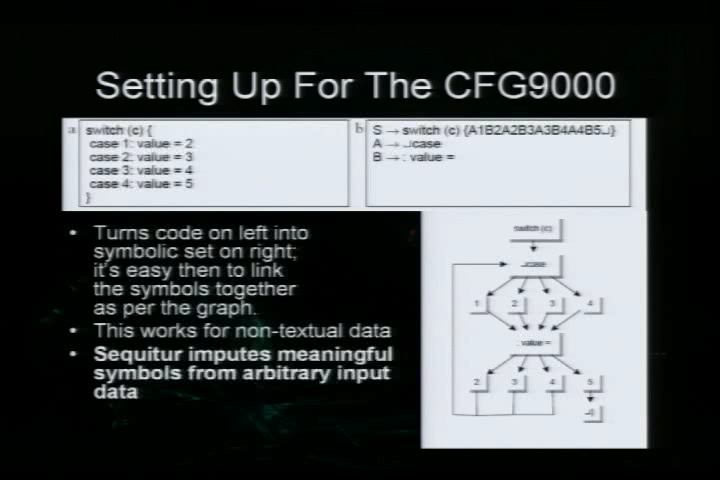 Setting Up For The CFG9000
a
switch (c) {
case 1: value = 2
case 2: value = 3
case 3: value = 4
case 4: value = 5
}
b
S → switch (c) {A1B2A2B3A3B4A4B5⎵}
A → ⎵case
B → : value =
• Turns code on left into
symbolic set on right;
it's easy then to link
the symbols together
as per the graph.
• This works for non-textual data
• Sequitur imputes meaningful
symbols from arbitrary input
data
switch (c)
⎵case
1 2 3 4
: value =
2 3 4 5
⎵}